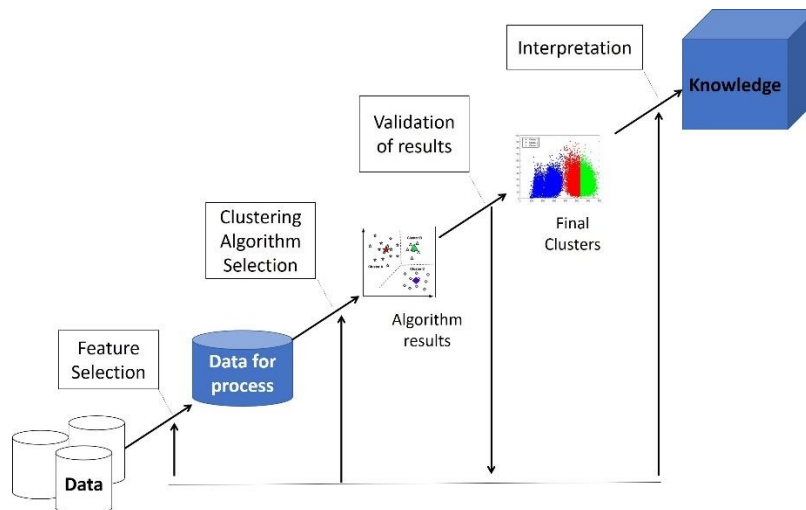 Interpretation
Knowledge
Validation
of results
Final
Clusters
Clustering
Algorithm
Selection
Algorithm
results
Feature
Selection
Data for
process
Data